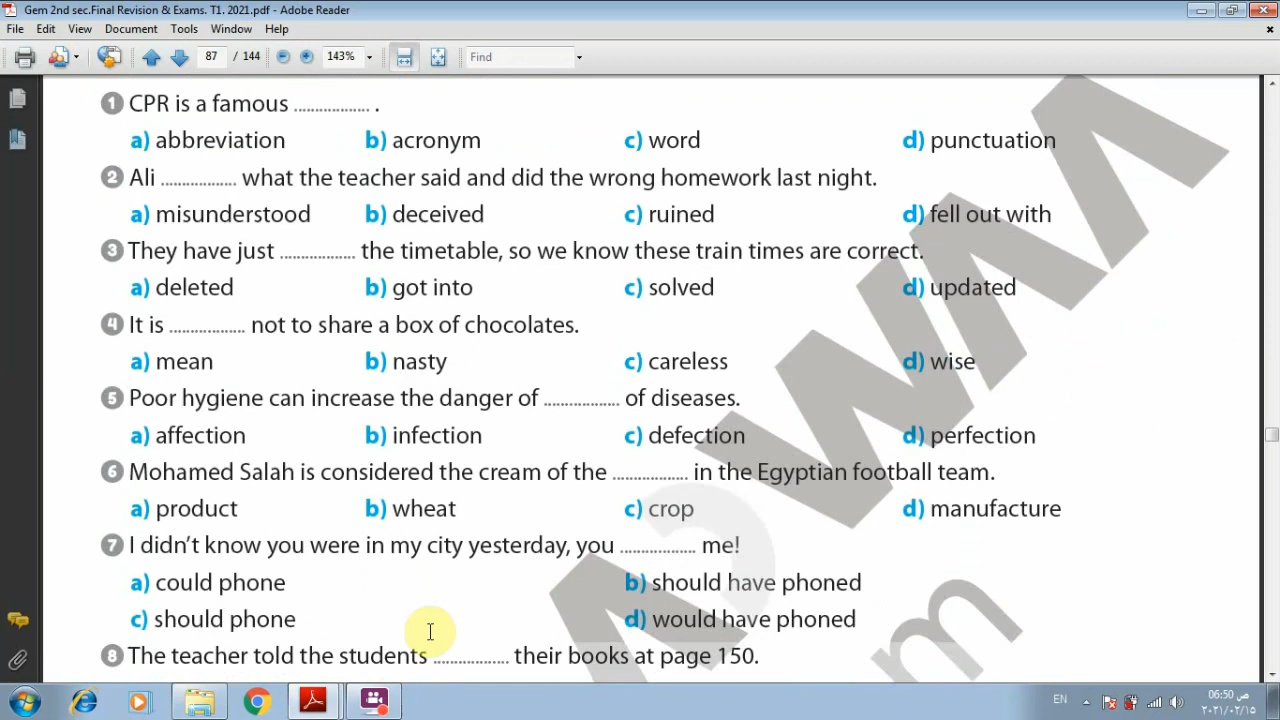 Gem 2nd sec.Final Revision & Exams. T1. 2021.pdf - Adobe Reader
File Edit View Document Tools Window Help
87 / 144 143% Find
1 CPR is a famous .................. .
a) abbreviation b) acronym c) word d) punctuation
2 Ali .................. what the teacher said and did the wrong homework last night.
a) misunderstood b) deceived c) ruined d) fell out with
3 They have just .................. the timetable, so we know these train times are correct.
a) deleted b) got into c) solved d) updated
4 It is .................. not to share a box of chocolates.
a) mean b) nasty c) careless d) wise
5 Poor hygiene can increase the danger of .................. of diseases.
a) affection b) infection c) defection d) perfection
6 Mohamed Salah is considered the cream of the .................. in the Egyptian football team.
a) product b) wheat c) crop d) manufacture
7 I didn't know you were in my city yesterday, you .................. me!
a) could phone b) should have phoned
c) should phone d) would have phoned
8 The teacher told the students .................. their books at page 150.
EN 06:50 ص
٢٠٢١/٠٢/١٥